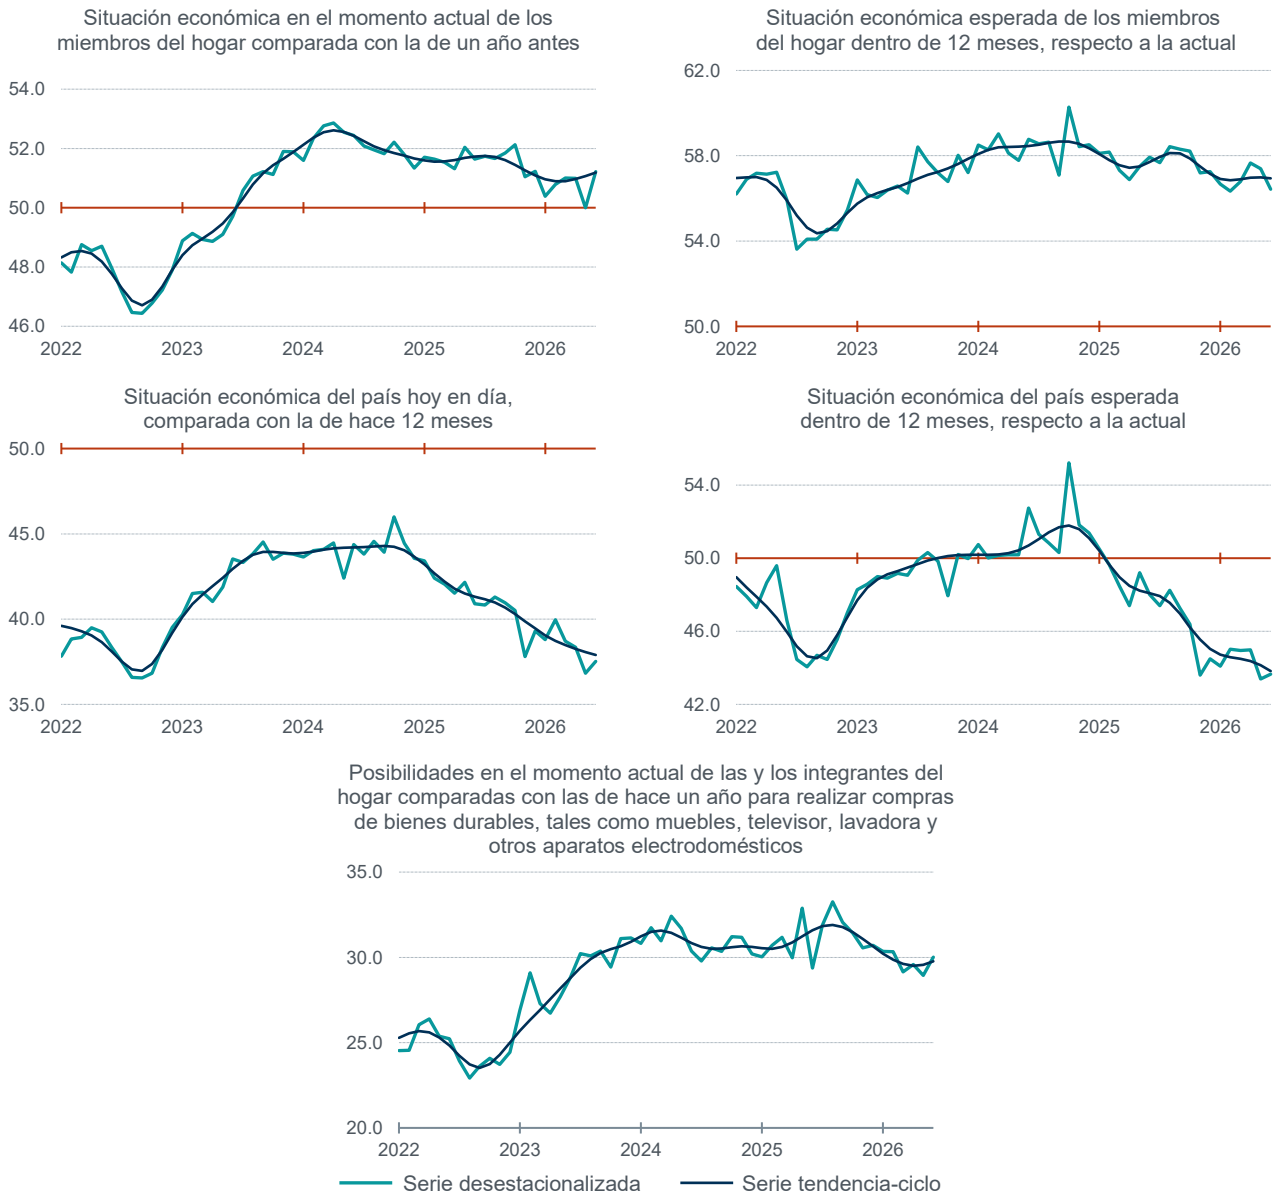 Situación económica en el momento actual de los
miembros del hogar comparada con la de un año antes
54.0
52.0
50.0
48.0
46.0
2022 2023 2024 2025 2026
Situación económica esperada de los miembros
del hogar dentro de 12 meses, respecto a la actual
62.0
58.0
54.0
50.0
2022 2023 2024 2025 2026
Situación económica del país hoy en día,
comparada con la de hace 12 meses
50.0
45.0
40.0
35.0
2022 2023 2024 2025 2026
Situación económica del país esperada
dentro de 12 meses, respecto a la actual
54.0
50.0
46.0
42.0
2022 2023 2024 2025 2026
Posibilidades en el momento actual de las y los integrantes del
hogar comparadas con las de hace un año para realizar compras
de bienes durables, tales como muebles, televisor, lavadora y
otros aparatos electrodomésticos
35.0
30.0
25.0
20.0
2022 2023 2024 2025 2026
Serie desestacionalizada Serie tendencia-ciclo